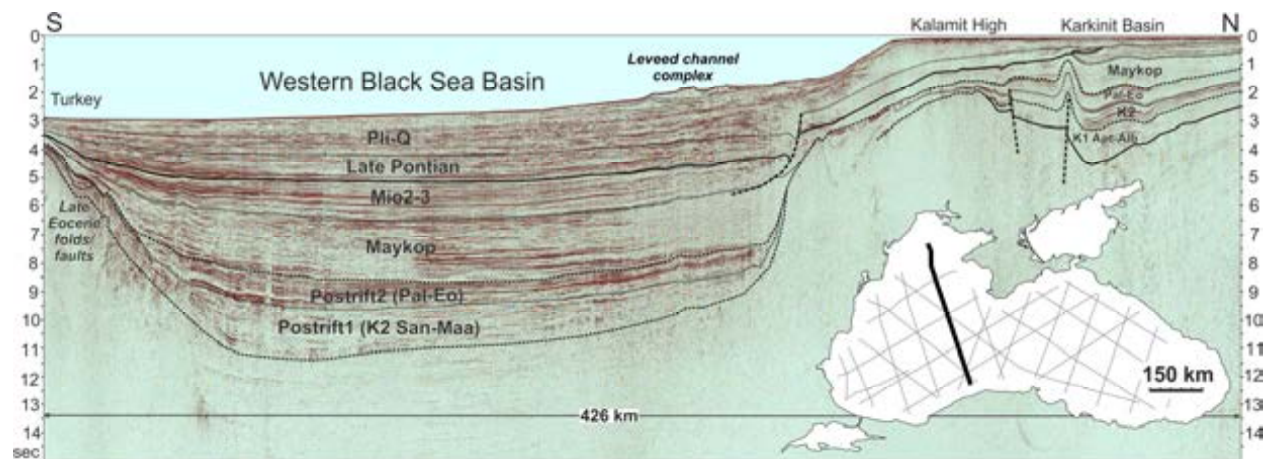 S
N
Kalamit High
Karkinit Basin
0
1
2
3
4
5
6
7
8
9
10
11
12
13
14
sec
Western Black Sea Basin
Leveed channel
complex
Turkey
Pli-Q
Late Pontian
Mio2-3
Maykop
Late
Eocene
folds/
faults
Postrift2 (Pal-Eo)
Postrift1 (K2 San-Maa)
Maykop
Pal-Eo
K2
K1 Apt-Alb
150 km
426 km
0
1
2
3
4
5
6
7
8
9
10
11
12
13
14